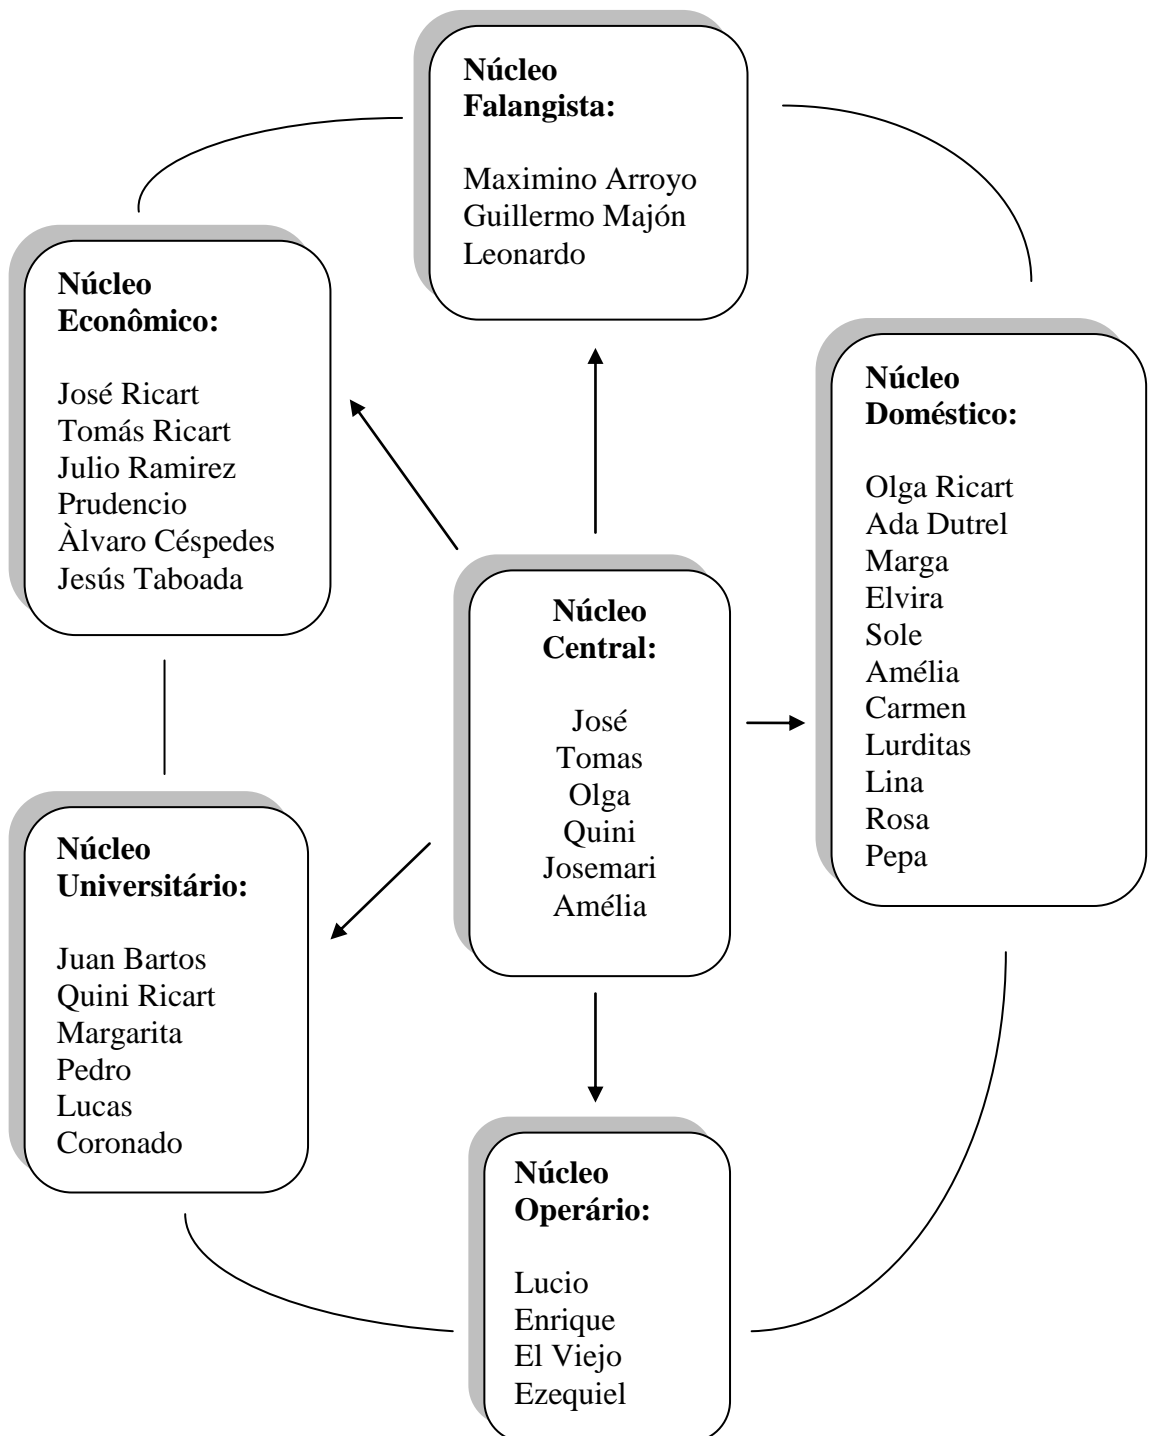 Núcleo
Falangista:
Maximino Arroyo
Guillermo Majón
Leonardo
Núcleo
Econômico:
José Ricart
Tomás Ricart
Julio Ramirez
Prudencio
Àlvaro Céspedes
Jesús Taboada
Núcleo
Doméstico:
Olga Ricart
Ada Dutrel
Marga
Elvira
Sole
Amélia
Carmen
Lurditas
Lina
Rosa
Pepa
Núcleo
Central:
José
Tomas
Olga
Quini
Josemari
Amélia
Núcleo
Universitário:
Juan Bartos
Quini Ricart
Margarita
Pedro
Lucas
Coronado
Núcleo
Operário:
Lucio
Enrique
El Viejo
Ezequiel